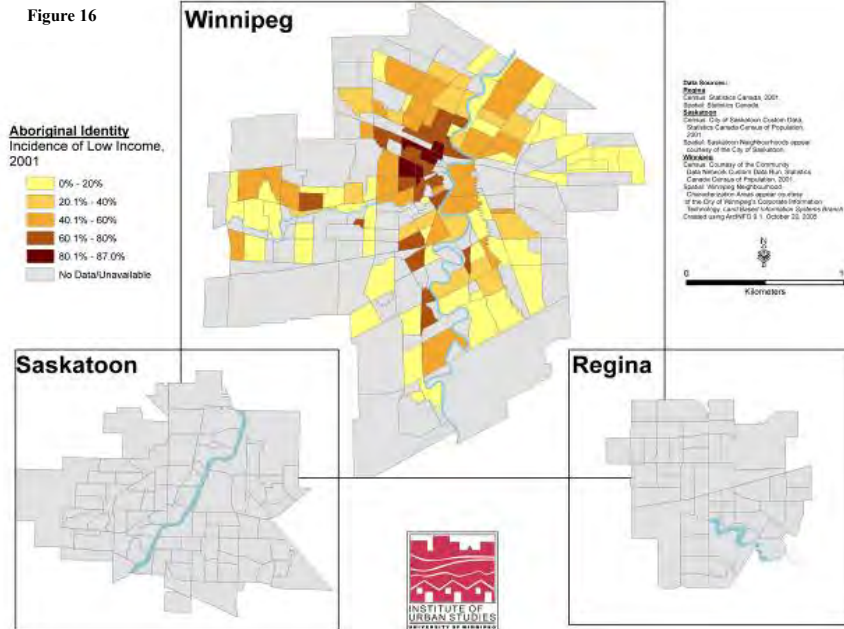 Figure 16
Winnipeg
Aboriginal Identity
Incidence of Low Income,
2001
0% - 20%
20.1% - 40%
40.1% - 60%
60.1% - 80%
80.1% - 87.0%
No Data/Unavailable
Data Sources:
Regina
Census: Statistics Canada, 2001.
Spatial: Statistics Canada.
Saskatoon
Census: City of Saskatoon Custom Data,
Statistics Canada Census of Population,
2001.
Spatial: Saskatoon Neighbourhoods appear
courtesy of the City of Saskatoon.
Winnipeg
Census: Courtesy of the Community
Data Network Custom Data Run, Statistics
Canada Census of Population, 2001.
Spatial: Winnipeg Neighbourhood
Characterization Areas appear courtesy
of the City of Winnipeg's Corporate Information
Technology, Land Based Information Systems Branch
Created using 9.1, October 2005
0
Kilometers
Saskatoon
Regina
INSTITUTE OF
URBAN STUDIES
UNIVERSITY OF WINNIPEG